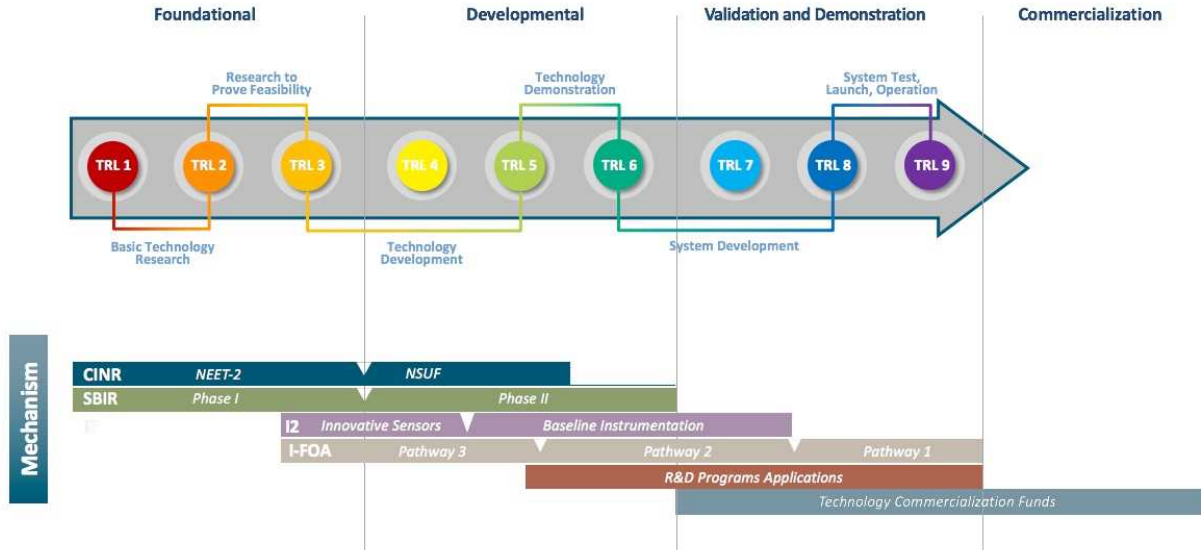 Foundational
Developmental
Validation and Demonstration
Commercialization
Research to
Prove Feasibility
Technology
Demonstration
System Test,
Launch, Operation
TRL 1
TRL 2
TRL 3
TRL 4
TRL 5
TRL 6
TRL 7
TRL 8
TRL 9
Basic Technology
Research
Technology
Development
System Development
Mechanism
CINR
NEET-2
NSUF
SBIR
Phase I
Phase II
I2
Innovative Sensors
Baseline Instrumentation
I-FOA
Pathway 3
Pathway 2
Pathway 1
R&D Programs Applications
Technology Commercialization Funds